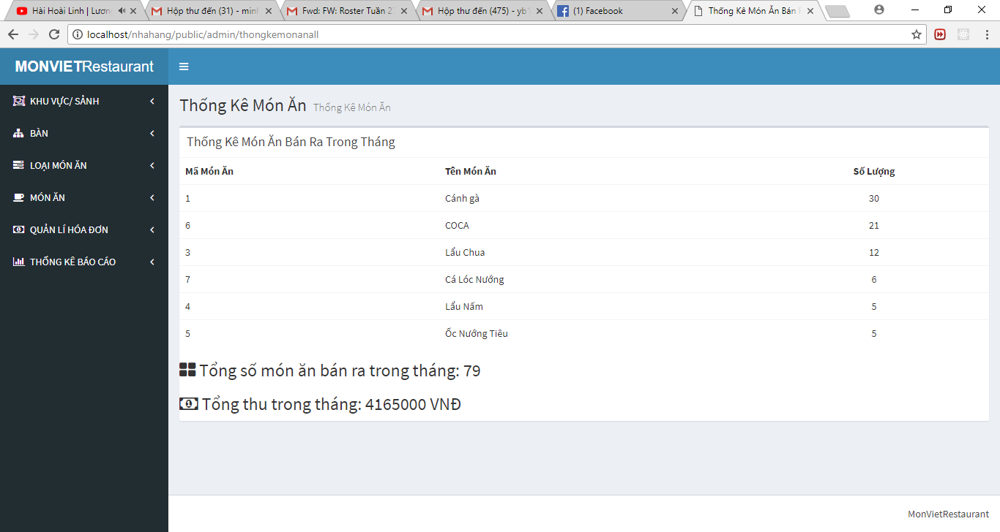 Hài Hoài Linh | Lươn
Hộp thư đến (31) - minh
Fwd: FW: Roster Tuần 2
Hộp thư đến (475) - yb1
(1) Facebook
Thống Kê Món Ăn Bán
localhost/nhahang/public/admin/thongkemonanall
MONVIETRestaurant
KHU VỰC/ SẢNH
BÀN
LOẠI MÓN ĂN
MÓN ĂN
QUẢN LÍ HÓA ĐƠN
THỐNG KÊ BÁO CÁO
Thống Kê Món Ăn Thống Kê Món Ăn
Thống Kê Món Ăn Bán Ra Trong Tháng
Mã Món Ăn Tên Món Ăn Số Lượng
1 Cánh gà 30
6 COCA 21
3 Lẩu Chua 12
7 Cá Lóc Nướng 6
4 Lẩu Nấm 5
5 Ốc Nướng Tiêu 5
Tổng số món ăn bán ra trong tháng: 79
Tổng thu trong tháng: 4165000 VNĐ
MonVietRestaurant